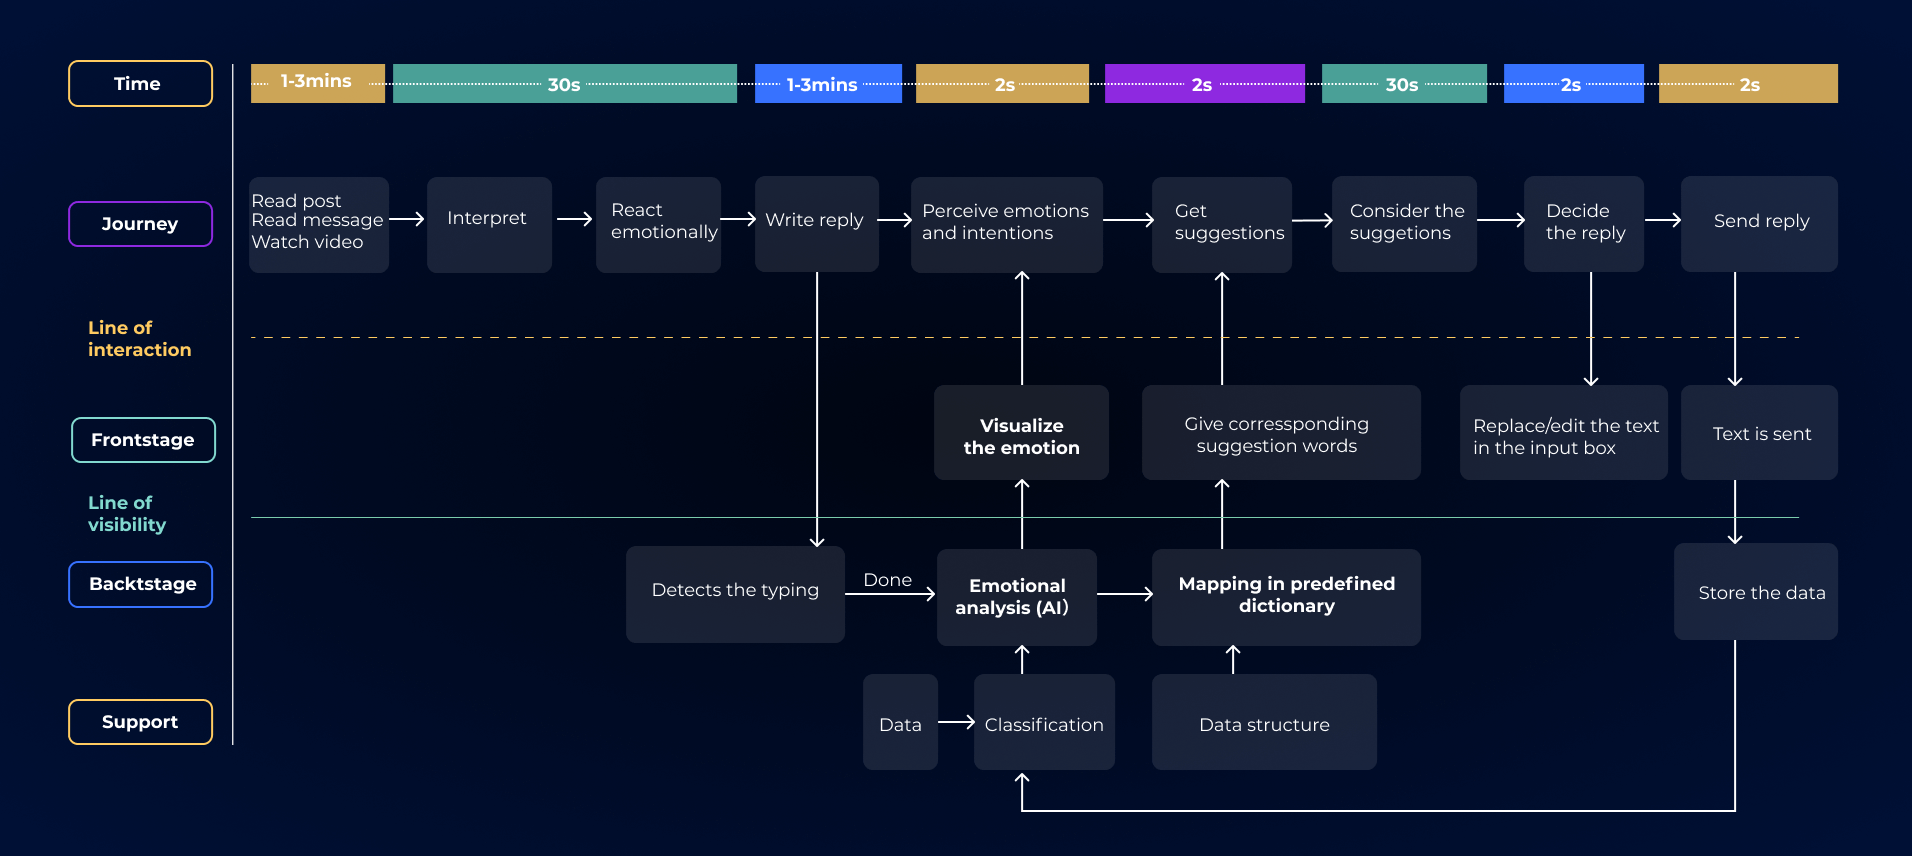 Time
1-3mins
30s
1-3mins
2s
2s
30s
2s
2s
Journey
Read post
Read message
Watch video
Interpret
React
emotionally
Write reply
Perceive emotions
and intentions
Get
suggestions
Consider the
suggetions
Decide
the reply
Send reply
Line of
interaction
Frontstage
Visualize
the emotion
Give corressponding
suggestion words
Replace/edit the text
in the input box
Text is sent
Line of
visibility
Backtstage
Detects the typing
Done
Emotional
analysis (AI）
Mapping in predefined
dictionary
Store the data
Support
Data
Classification
Data structure